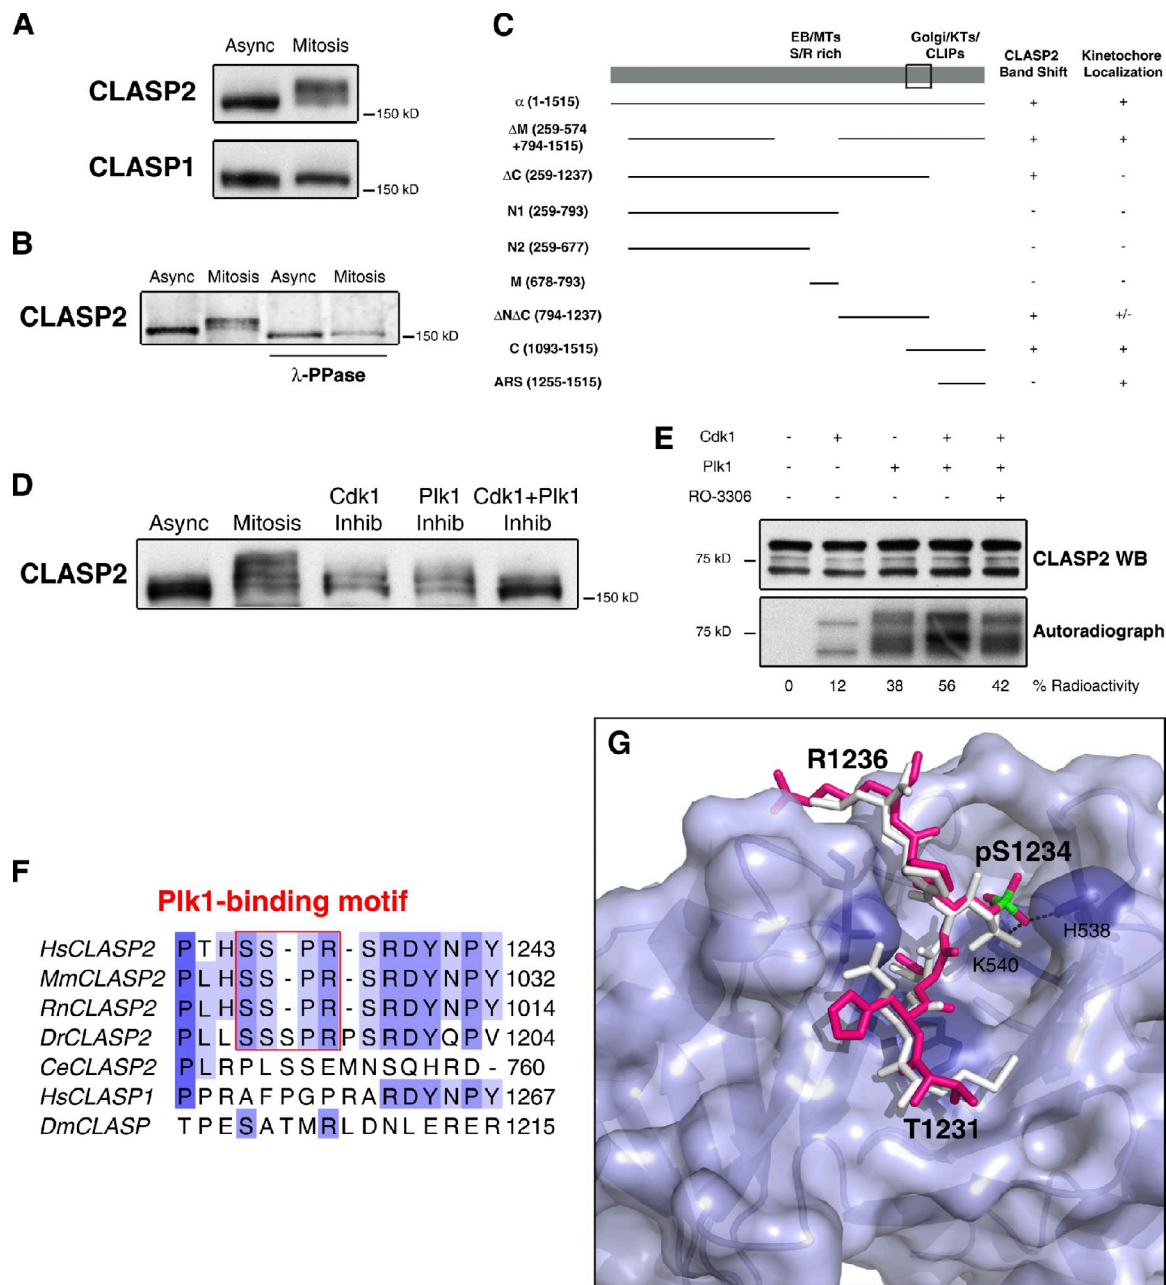 A
Async Mitosis
CLASP2
150 kD
CLASP1
150 kD
B
Async Mitosis Async Mitosis
CLASP2
150 kD
λ-PPase
C
EB/MTs
S/R rich
Golgi/KTs/
CLIPs
CLASP2
Band Shift
Kinetochore
Localization
α (1-1515) + +
ΔM (259-574
+794-1515) + +
ΔC (259-1237) + -
N1 (259-793) - -
N2 (259-677) - -
M (678-793) - -
ΔNΔC (794-1237) + +/-
C (1093-1515) + +
ARS (1255-1515) - +
D
Async Mitosis Cdk1 Inhib Plk1 Inhib Cdk1+Plk1 Inhib
CLASP2
150 kD
E
Cdk1 - + - + +
Plk1 - - + + +
RO-3306 - - - - +
75 kD
CLASP2 WB
75 kD
Autoradiograph
0 12 38 56 42 % Radioactivity
F
Plk1-binding motif
HsCLASP2 P T H S S - P R - S R D Y N P Y 1243
MmCLASP2 P L H S S - P R - S R D Y N P Y 1032
RnCLASP2 P L H S S - P R - S R D Y N P Y 1014
DrCLASP2 P L L S S S P R P S R D Y Q P V 1204
CeCLASP2 P L R P L S S E M N S Q H R D - 760
HsCLASP1 P P R A F P G P R A R D Y N P Y 1267
DmCLASP T P E S A T M R L D N L E R E R 1215
G
R1236
pS1234
H538
K540
T1231